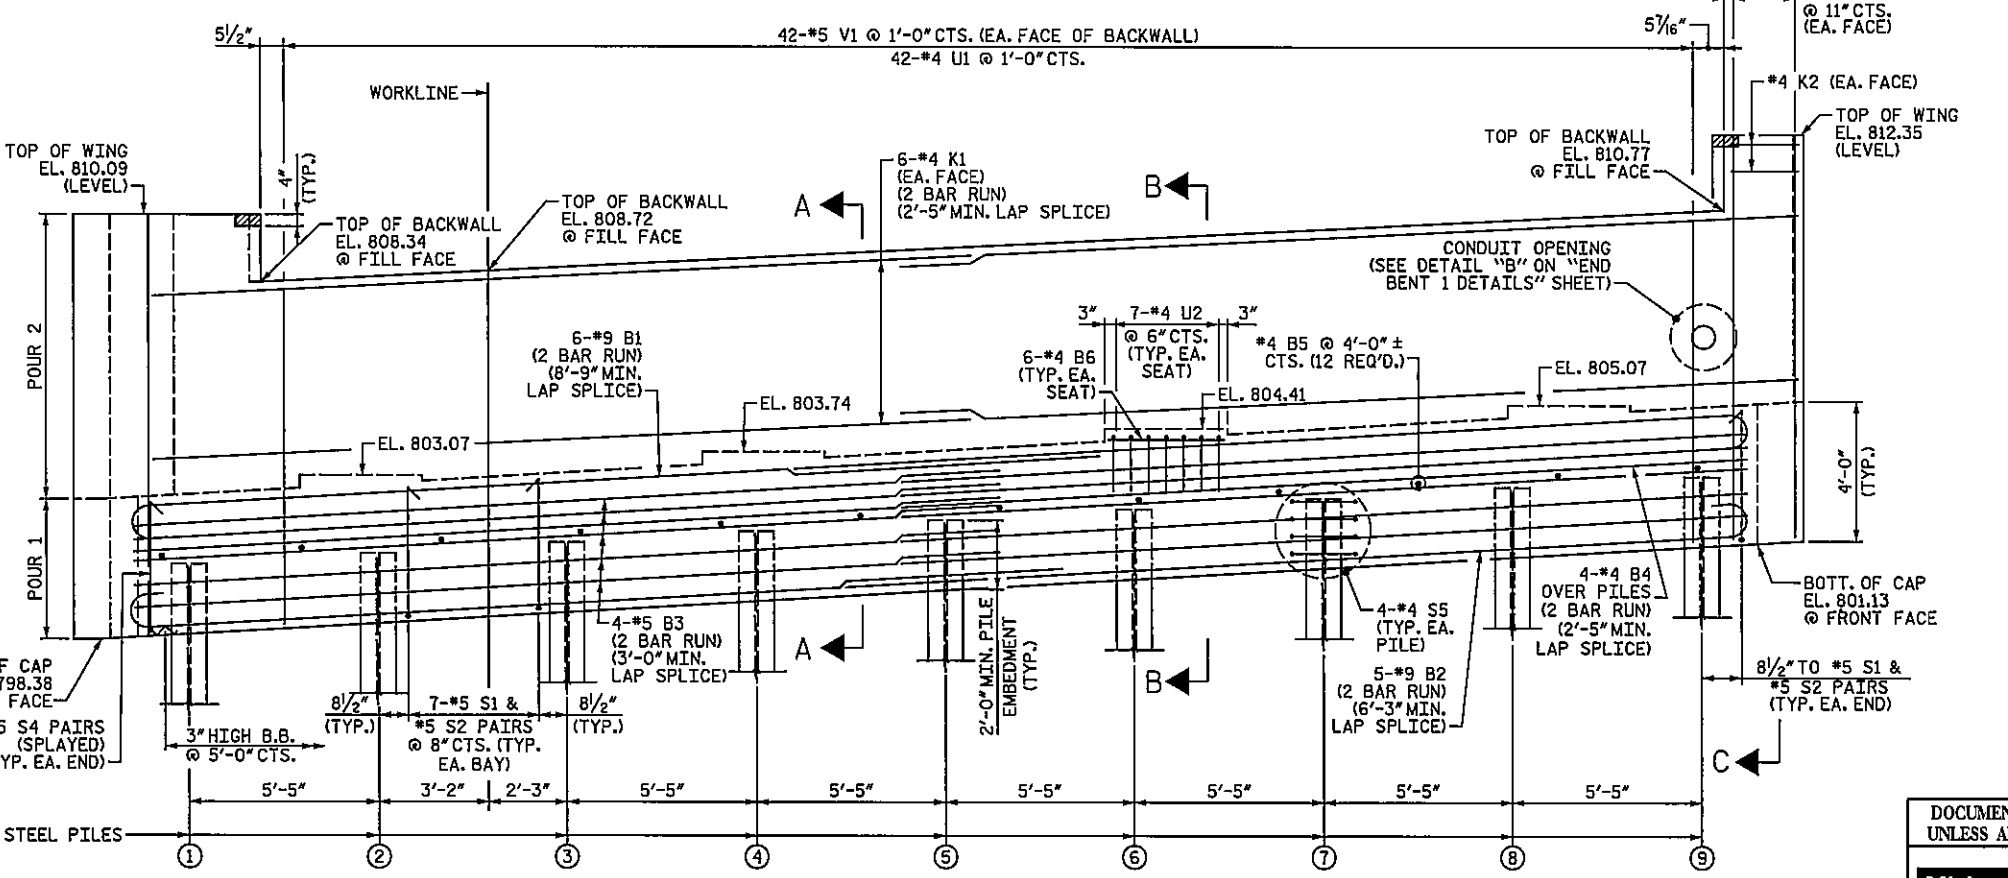 @ 11" CTS.
(EA. FACE)
5 1/2"
42-#5 V1 @ 1'-0" CTS. (EA. FACE OF BACKWALL)
42-#4 U1 @ 1'-0" CTS.
5 7/16"
WORKLINE
#4 K2 (EA. FACE)
TOP OF WING
EL. 812.35
(LEVEL)
TOP OF WING
EL. 810.09
(LEVEL)
4"
(TYP.)
TOP OF BACKWALL
EL. 808.34
@ FILL FACE
TOP OF BACKWALL
EL. 808.72
@ FILL FACE
A
6-#4 K1
(EA. FACE)
(2 BAR RUN)
(2'-5" MIN. LAP SPLICE)
B
TOP OF BACKWALL
EL. 810.77
@ FILL FACE
CONDUIT OPENING
(SEE DETAIL "B" ON "END
BENT 1 DETAILS" SHEET)
POUR 2
6-#9 B1
(2 BAR RUN)
(8'-9" MIN.
LAP SPLICE)
3"
7-#4 U2
@ 6" CTS.
(TYP. EA.
SEAT)
3"
6-#4 B6
(TYP. EA.
SEAT)
#4 B5 @ 4'-0" ±
CTS. (12 REQ'D.)
EL. 803.07
EL. 803.74
EL. 804.41
EL. 805.07
4'-0"
(TYP.)
POUR 1
4-#5 B3
(2 BAR RUN)
(3'-0" MIN.
LAP SPLICE)
A
2'-0" MIN. PILE
EMBEDMENT
(TYP.)
B
4-#4 S5
(TYP. EA.
PILE)
5-#9 B2
(2 BAR RUN)
(6'-3" MIN.
LAP SPLICE)
4-#4 B4
OVER PILES
(2 BAR RUN)
(2'-5" MIN.
LAP SPLICE)
BOTT. OF CAP
EL. 801.13
@ FRONT FACE
F CAP
798.38
FACE
5 S4 PAIRS
(SPLAYED)
YP. EA. END)
3" HIGH B.B.
@ 5'-0" CTS.
8 1/2"
(TYP.)
7-#5 S1 &
#5 S2 PAIRS
@ 8" CTS. (TYP.
EA. BAY)
8 1/2"
(TYP.)
8 1/2" TO #5 S1 &
#5 S2 PAIRS
(TYP. EA. END)
C
5'-5" 3'-2" 2'-3" 5'-5" 5'-5" 5'-5" 5'-5" 5'-5" 5'-5"
STEEL PILES
1 2 3 4 5 6 7 8 9
DOCUMEN
UNLESS A